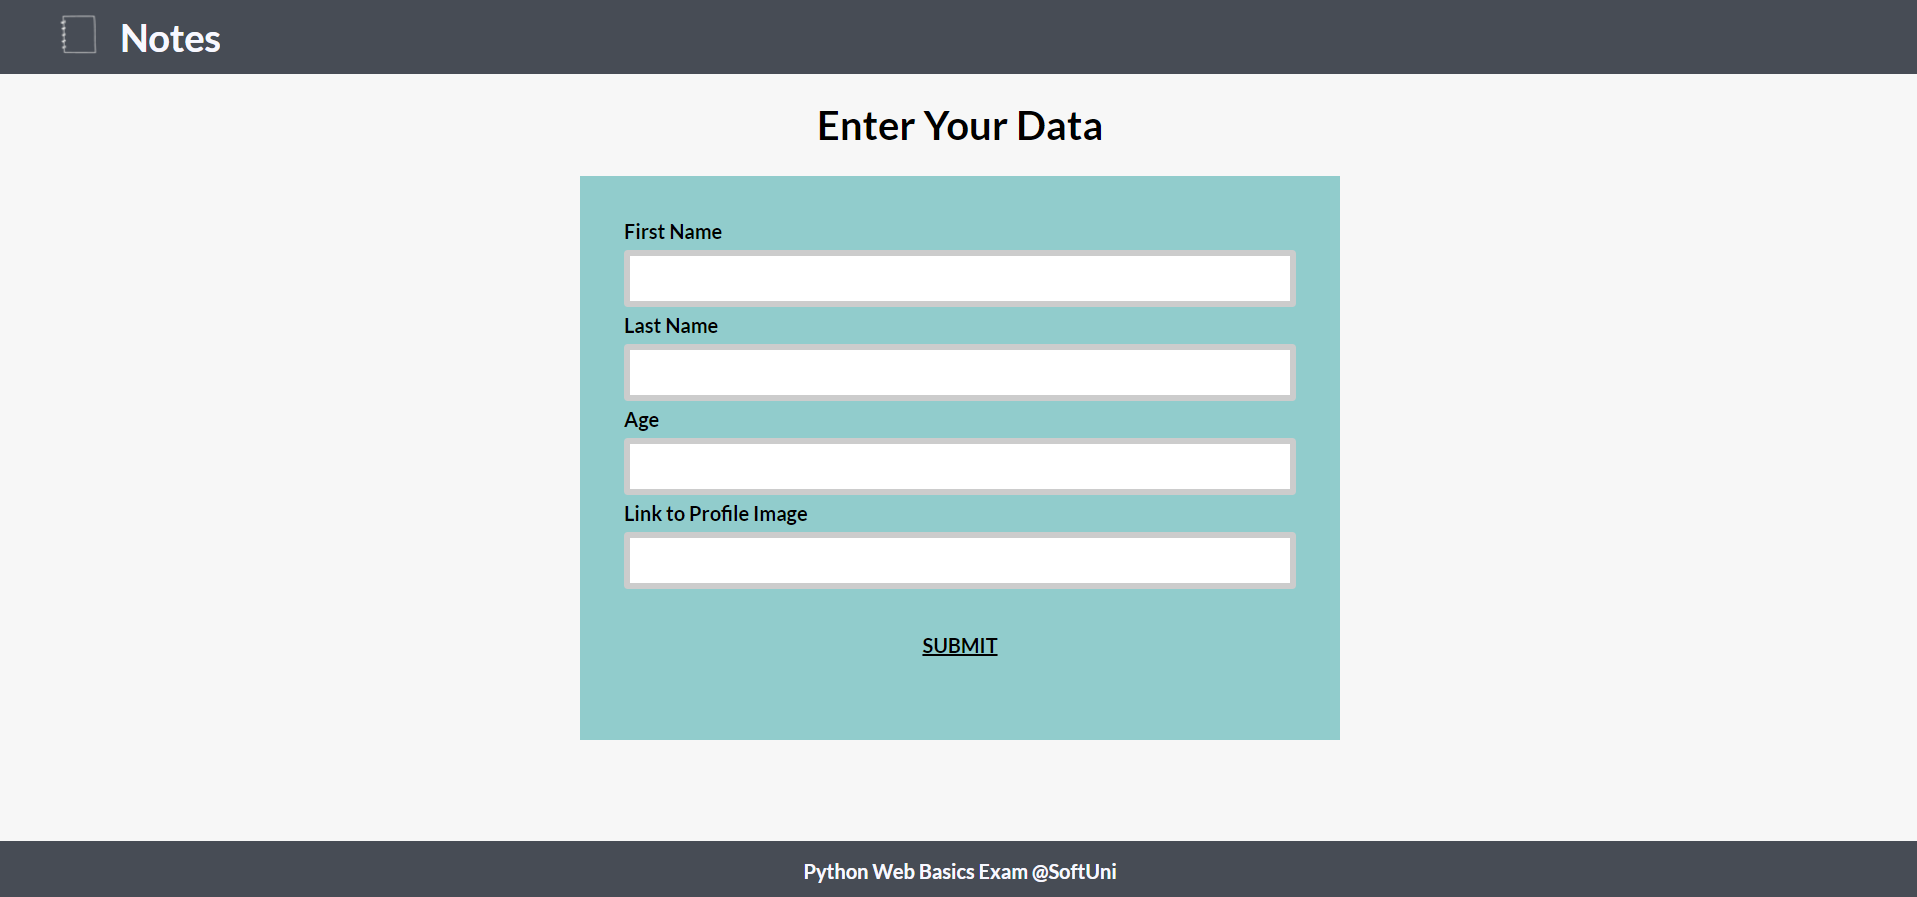 Notes
Enter Your Data
First Name
Last Name
Age
Link to Profile Image
SUBMIT
Python Web Basics Exam @SoftUni